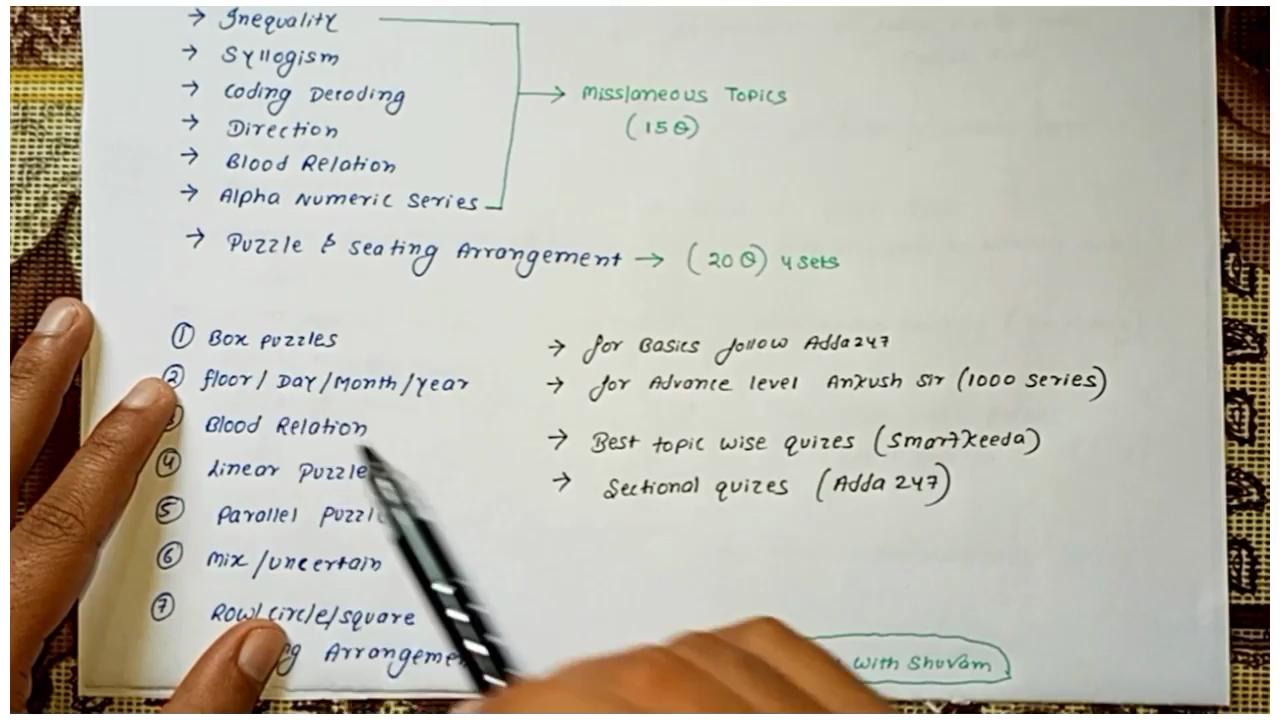 → Inequality
→ Syllogism
→ Coding Decoding
→ Direction
→ Blood Relation
→ Alpha Numeric Series
→ Misslaneous Topics
(15Q)
→ Puzzle & Seating Arrangement → (20Q) 4 sets
① Box puzzles
② floor/Day/Month/year
Blood Relation
④ Linear Puzzle
⑤ Parallel Puzzl
⑥ Mix/uncertain
⑦ Row/circle/square
Arrangemen
→ for Basics follow Adda247
→ for Advance level Ankush sir (1000 series)
→ Best topic wise quizes (Smartkeeda)
→ Sectional quizes (Adda 247)
with Shuvam